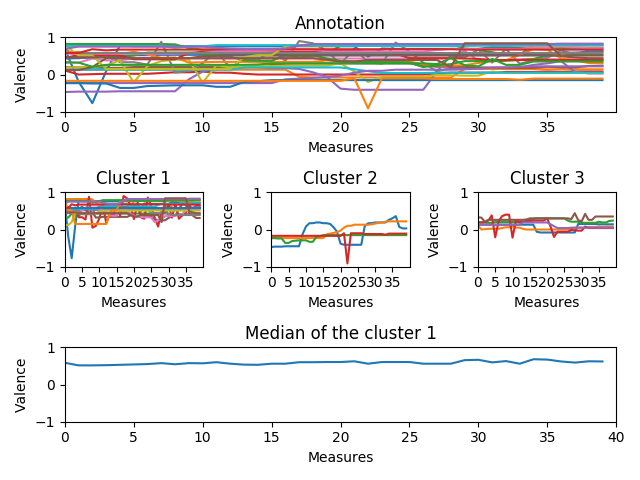 Annotation
Valence
1
0
−1
0 5 10 15 20 25 30 35
Measures
Cluster 1 Cluster 2 Cluster 3
Valence Valence Valence
1 1 1
0 0 0
−1 −1 −1
0 5 10 15 20 25 30 35 0 5 10 15 20 25 30 35 0 5 10 15 20 25 30 35
Measures Measures Measures
Median of the cluster 1
Valence
1
0
−1
0 5 10 15 20 25 30 35 40
Measures